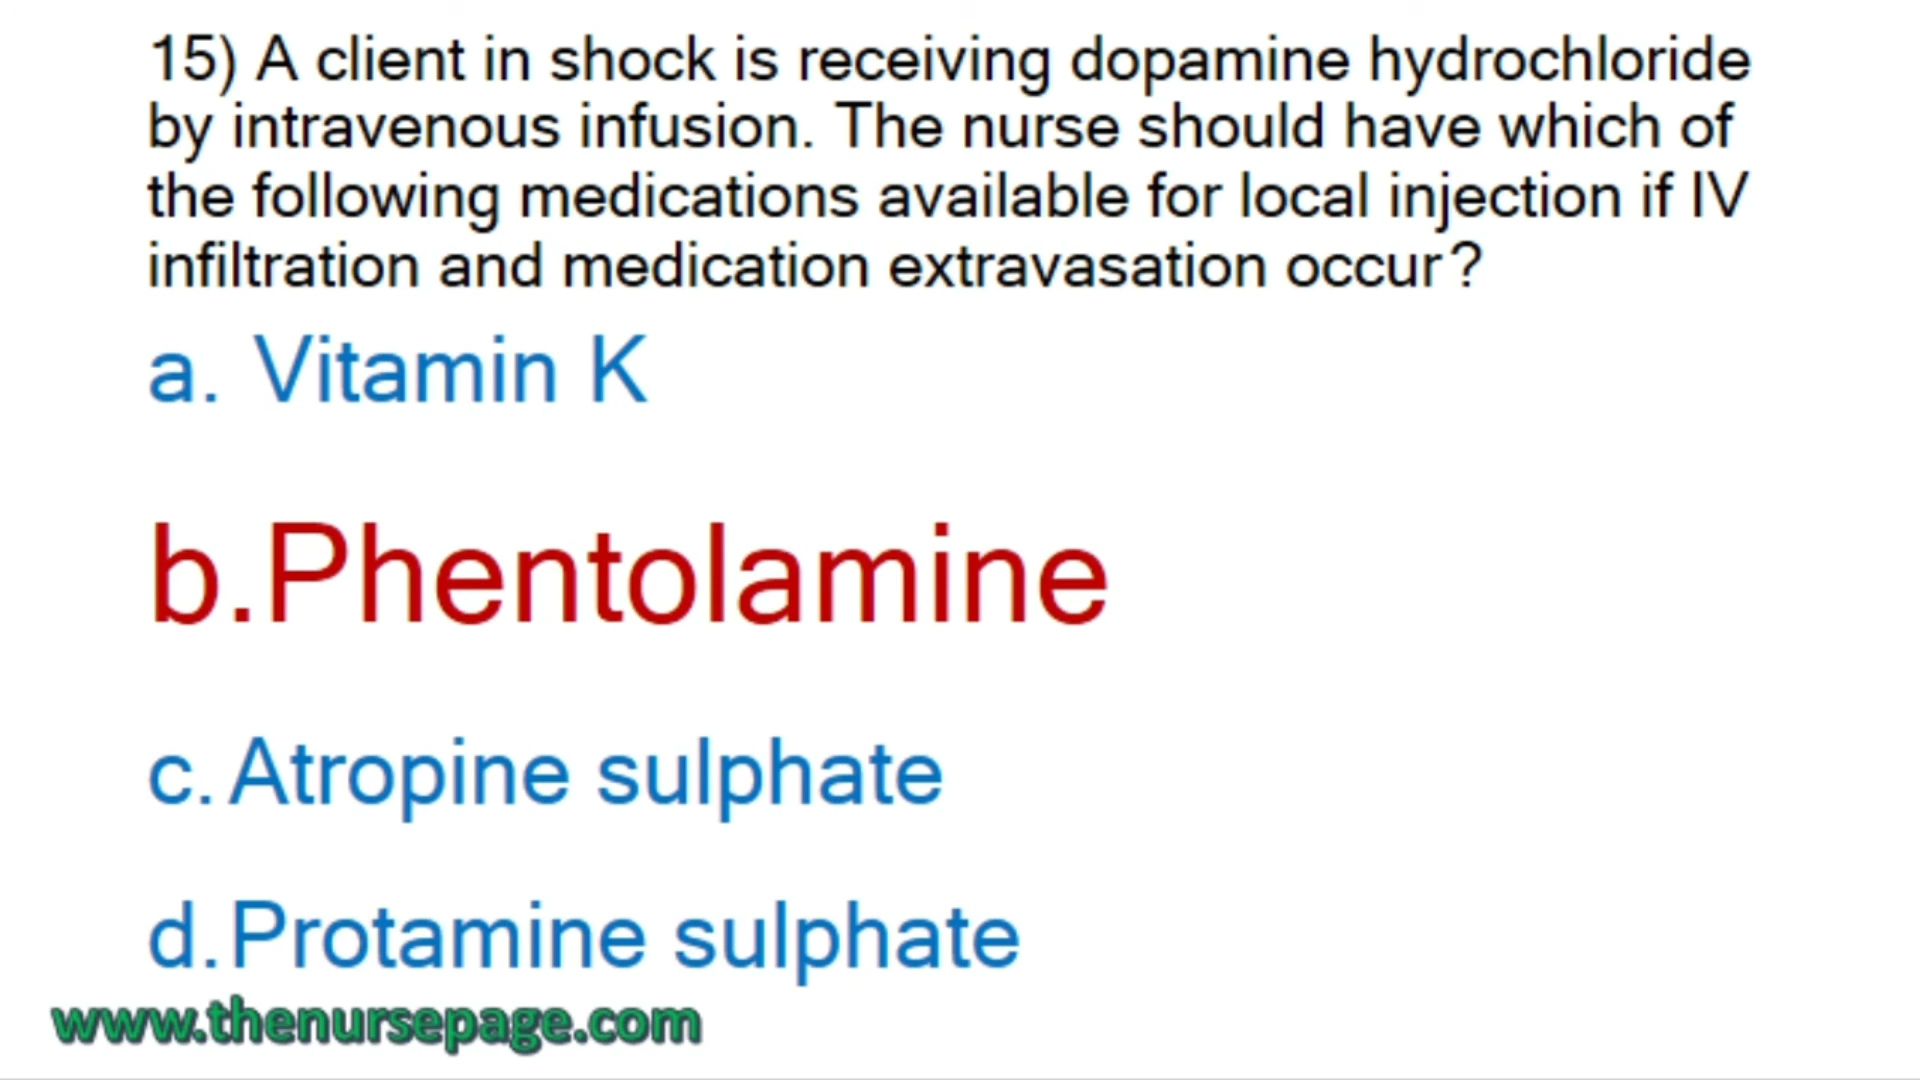 15) A client in shock is receiving dopamine hydrochloride
by intravenous infusion. The nurse should have which of
the following medications available for local injection if IV
infiltration and medication extravasation occur?
a. Vitamin K
b.Phentolamine
c. Atropine sulphate
d.Protamine sulphate
www.thenursepage.com